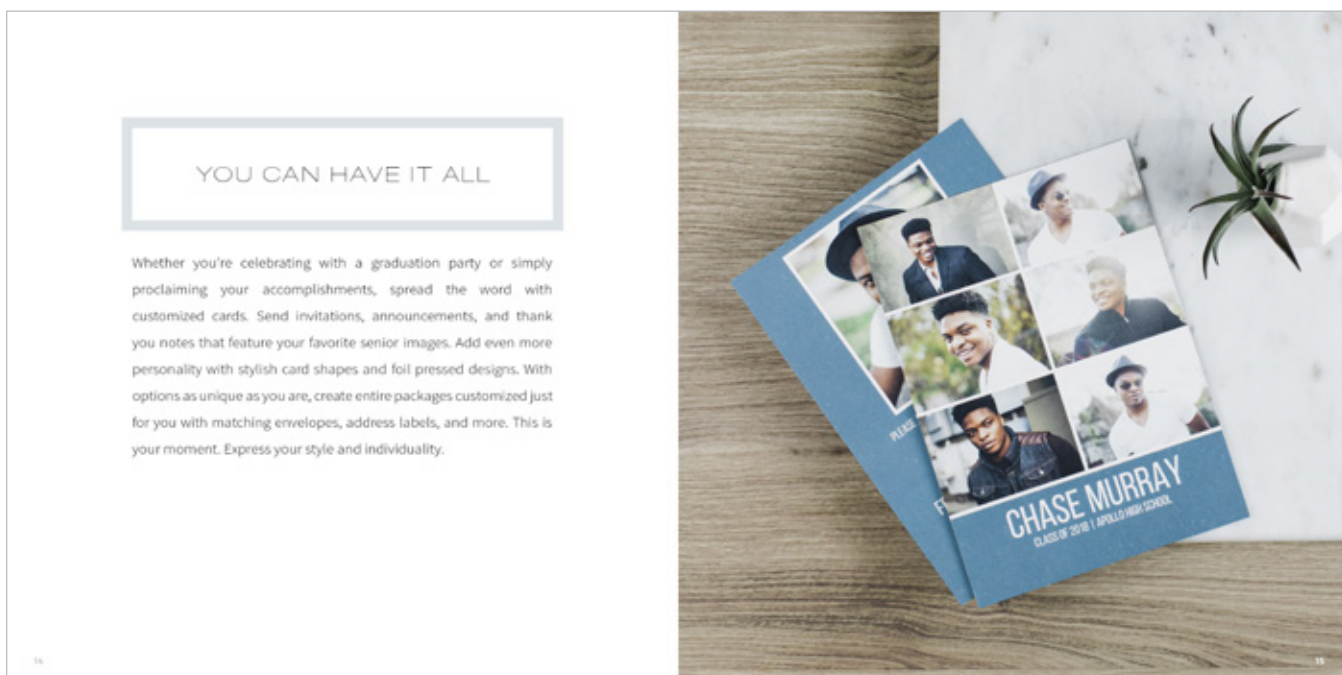 YOU CAN HAVE IT ALL
Whether you're celebrating with a graduation party or simply
proclaiming your accomplishments, spread the word with
customized cards. Send invitations, announcements, and thank
you notes that feature your favorite senior images. Add even more
personality with stylish card shapes and foil pressed designs. With
options as unique as you are, create entire packages customized just
for you with matching envelopes, address labels, and more. This is
your moment. Express your style and individuality.
14
PLEASE
CHASE MURRAY
CLASS OF 2018 | APOLLO HIGH SCHOOL
15